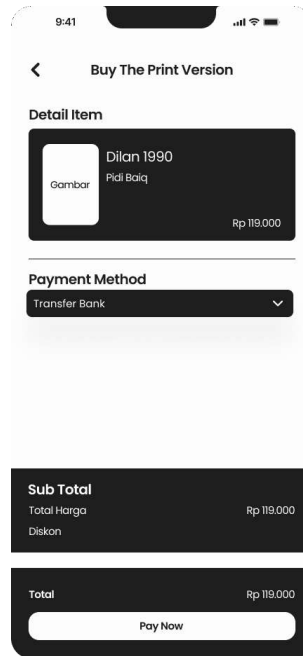 9:41
Buy The Print Version
Detail Item
Gambar
Dilan 1990
Pidi Baiq
Rp 119.000
Payment Method
Transfer Bank
Sub Total
Total Harga Rp 119.000
Diskon
Total Rp 119.000
Pay Now